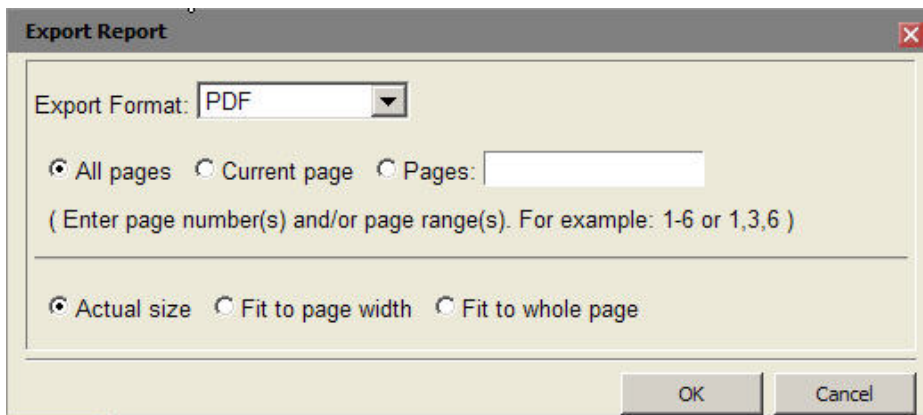 Export Report
Export Format: PDF
All pages Current page Pages:
( Enter page number(s) and/or page range(s). For example: 1-6 or 1,3,6 )
Actual size Fit to page width Fit to whole page
OK Cancel